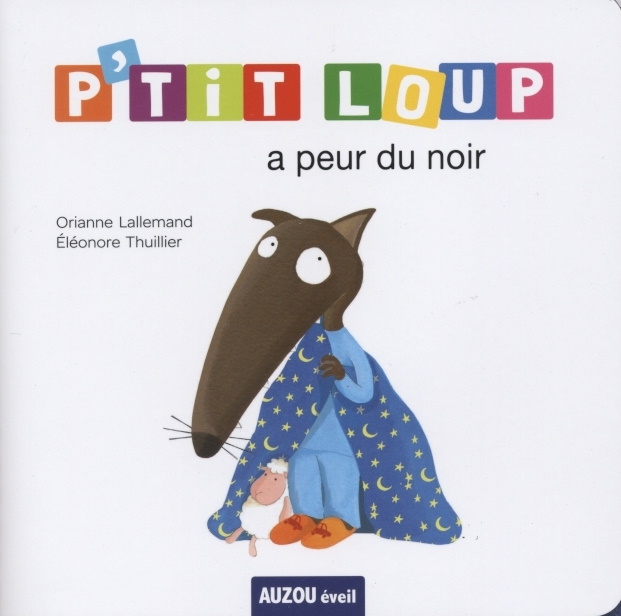 P'TiT LOUP
a peur du noir
Orianne Lallemand
Éléonore Thuillier
AUZOU éveil